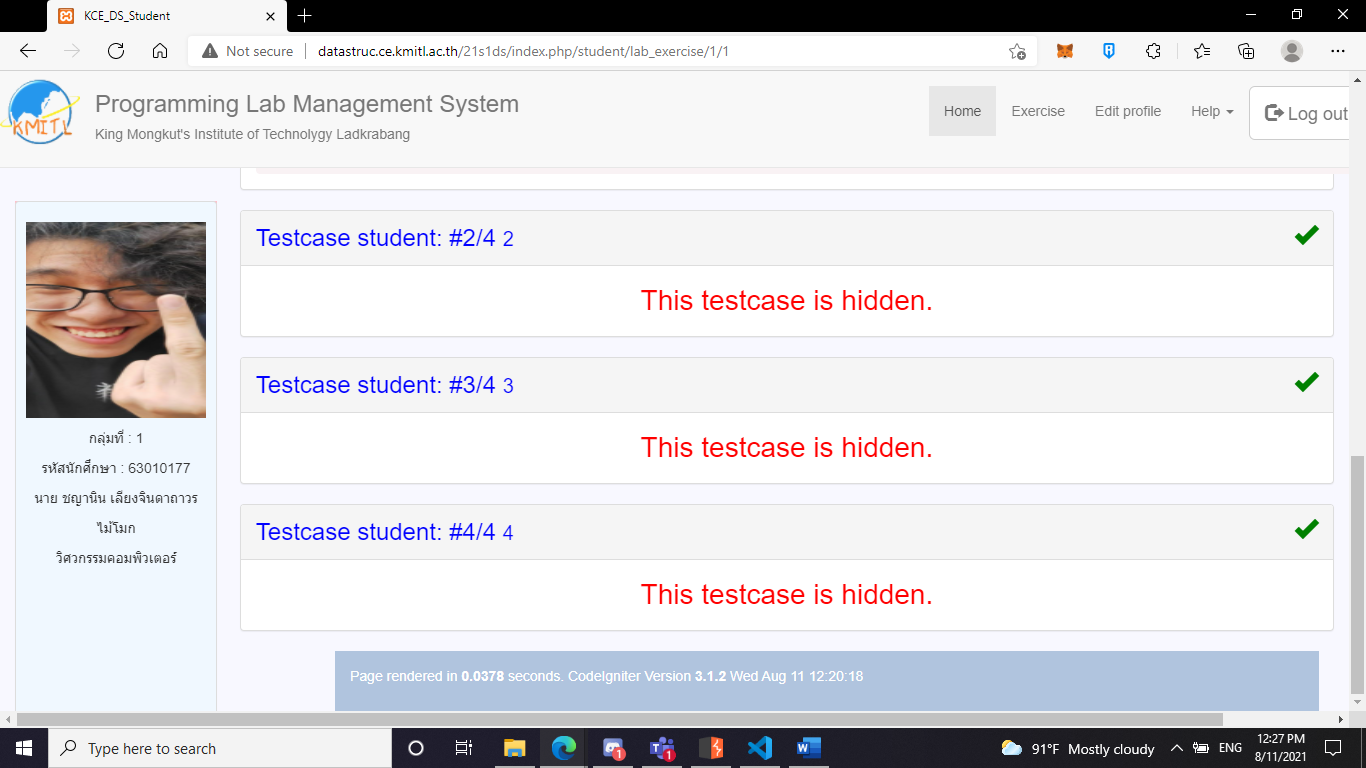 KCE_DS_Student
Not secure
datastruc.ce.kmitl.ac.th/21s1ds/index.php/student/lab_exercise/1/1
KMITL
Programming Lab Management System
King Mongkut's Institute of Technolygy Ladkrabang
Home
Exercise
Edit profile
Help
Log out
กลุ่มที่ : 1
รหัสนักศึกษา : 63010177
นาย ชญานิน เลียงจินดาถาวร
ไม้โมก
วิศวกรรมคอมพิวเตอร์
Testcase student: #2/4 2
This testcase is hidden.
Testcase student: #3/4 3
This testcase is hidden.
Testcase student: #4/4 4
This testcase is hidden.
Page rendered in 0.0378 seconds. CodeIgniter Version 3.1.2 Wed Aug 11 12:20:18
Type here to search
1
1
91°F Mostly cloudy
ENG
12:27 PM
8/11/2021